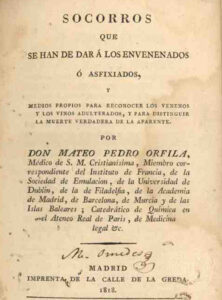 SOCORROS
QUE
SE HAN DE DAR Á LOS ENVENENADOS
Ó ASFIXIADOS,
Y
MEDIOS PROPIOS PARA RECONOCER LOS VENENOS
Y LOS VINOS ADULTERADOS, Y PARA DISTINGUIR
LA MUERTE VERDADERA DE LA APARENTE.
POR
DON MATEO PEDRO ORFILA,
Médico de S. M. Cristianísima, Miembro cor-
respondiente del Instituto de Francia, de la
Sociedad de Emulacion, de la Universidad de
Dublin, de la de Filadelfia, de la Academia
de Madrid, de Barcelona, de Murcia y de
las Islas Baleares; Catedrático de Química en
el Ateneo Real de Paris, de Medicina
legal &c.
MADRID
IMPRENTA DE LA CALLE DE LA GREDA.
1818.